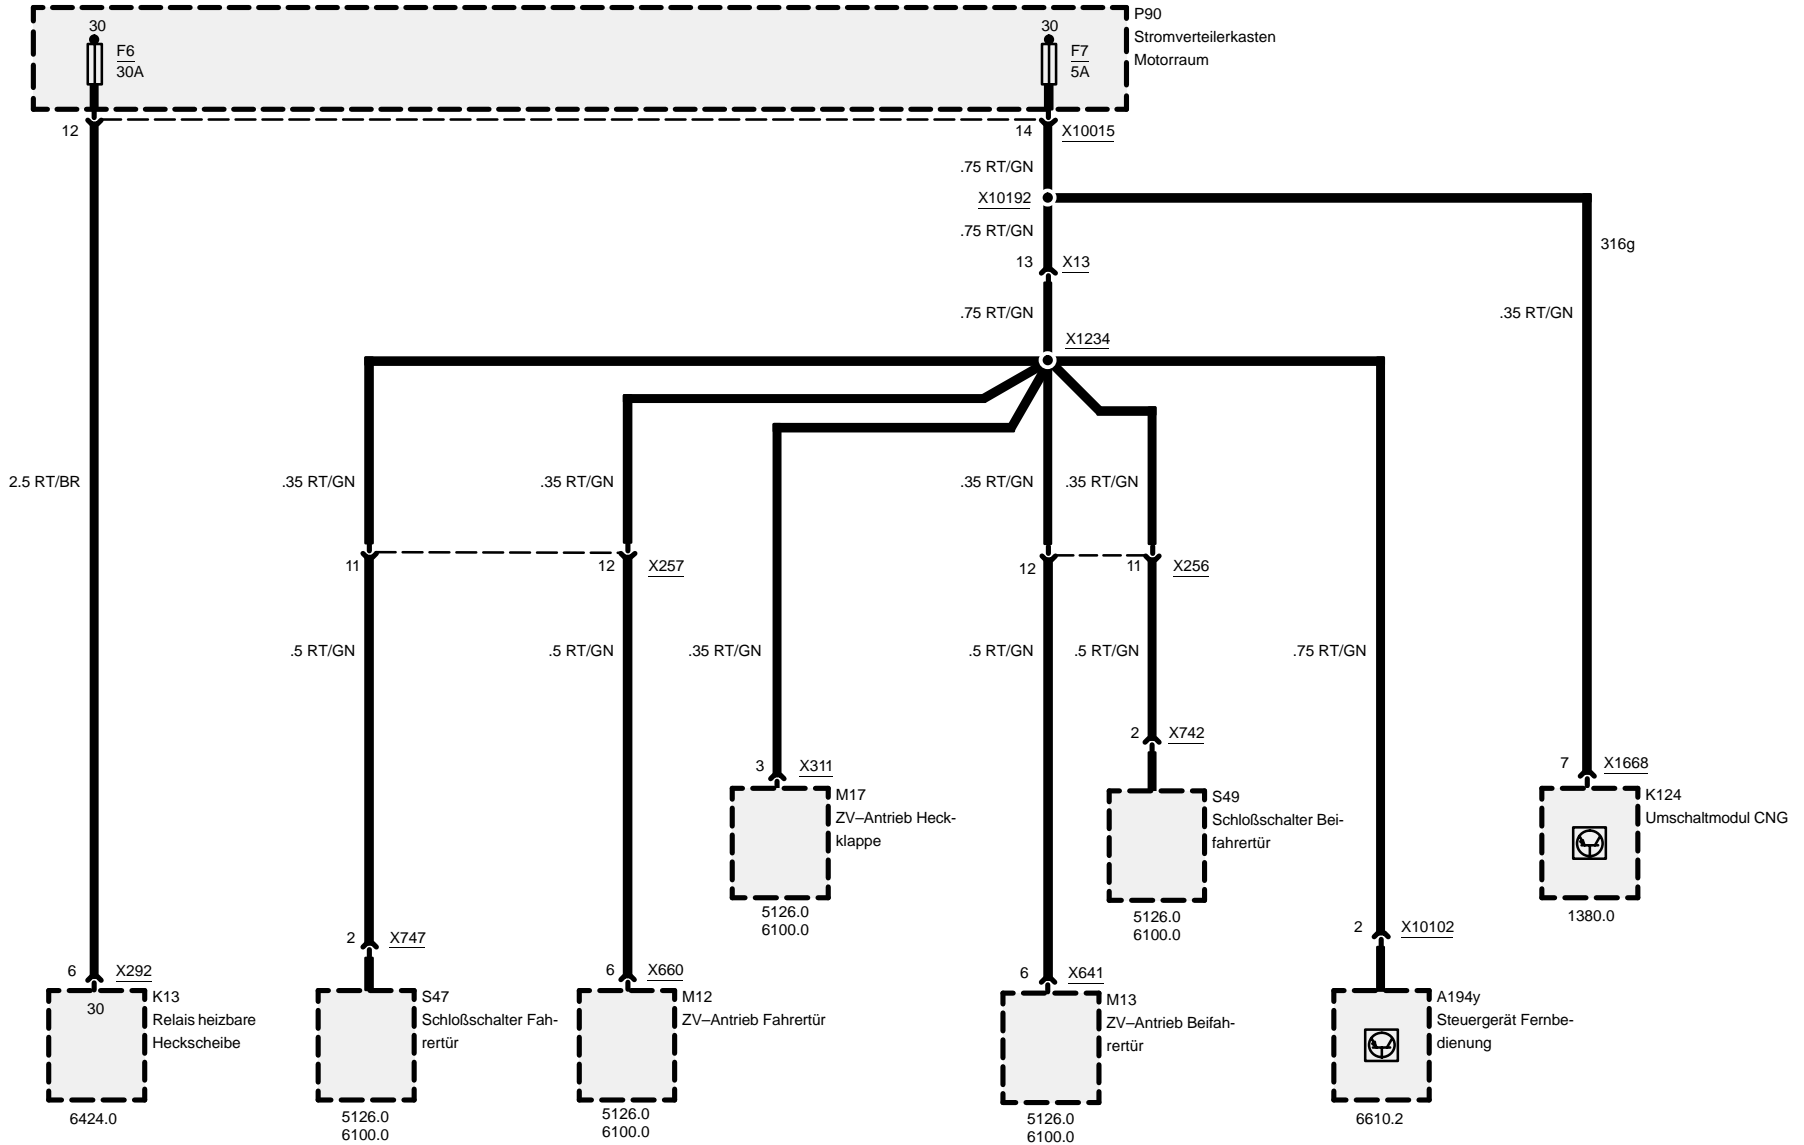 P90
30
30
Stromverteilerkasten
F6
F7
Motorraum
30A
5A
12
14
X10015
.75 RT/GN
X10192
.75 RT/GN
316g
13
X13
.75 RT/GN
.35 RT/GN
X1234
2.5 RT/BR
.35 RT/GN
.35 RT/GN
.35 RT/GN
.35 RT/GN
11
12
X257
12
11
X256
.5 RT/GN
.5 RT/GN
.35 RT/GN
.5 RT/GN
.5 RT/GN
.75 RT/GN
2
X742
3
X311
7
X1668
M17
ZV–Antrieb Heck-
klappe
S49
Schloßschalter Bei-
fahrertür
K124
Umschaltmodul CNG
5126.0
6100.0
5126.0
6100.0
1380.0
2
X747
2
X10102
6
X292
6
X660
6
X641
30
K13
Relais heizbare
Heckscheibe
S47
Schloßschalter Fah-
rertür
M12
ZV–Antrieb Fahrertür
M13
ZV–Antrieb Beifah-
rertür
A194y
Steuergerät Fernbe-
dienung
6424.0
5126.0
6100.0
5126.0
6100.0
5126.0
6100.0
6610.2